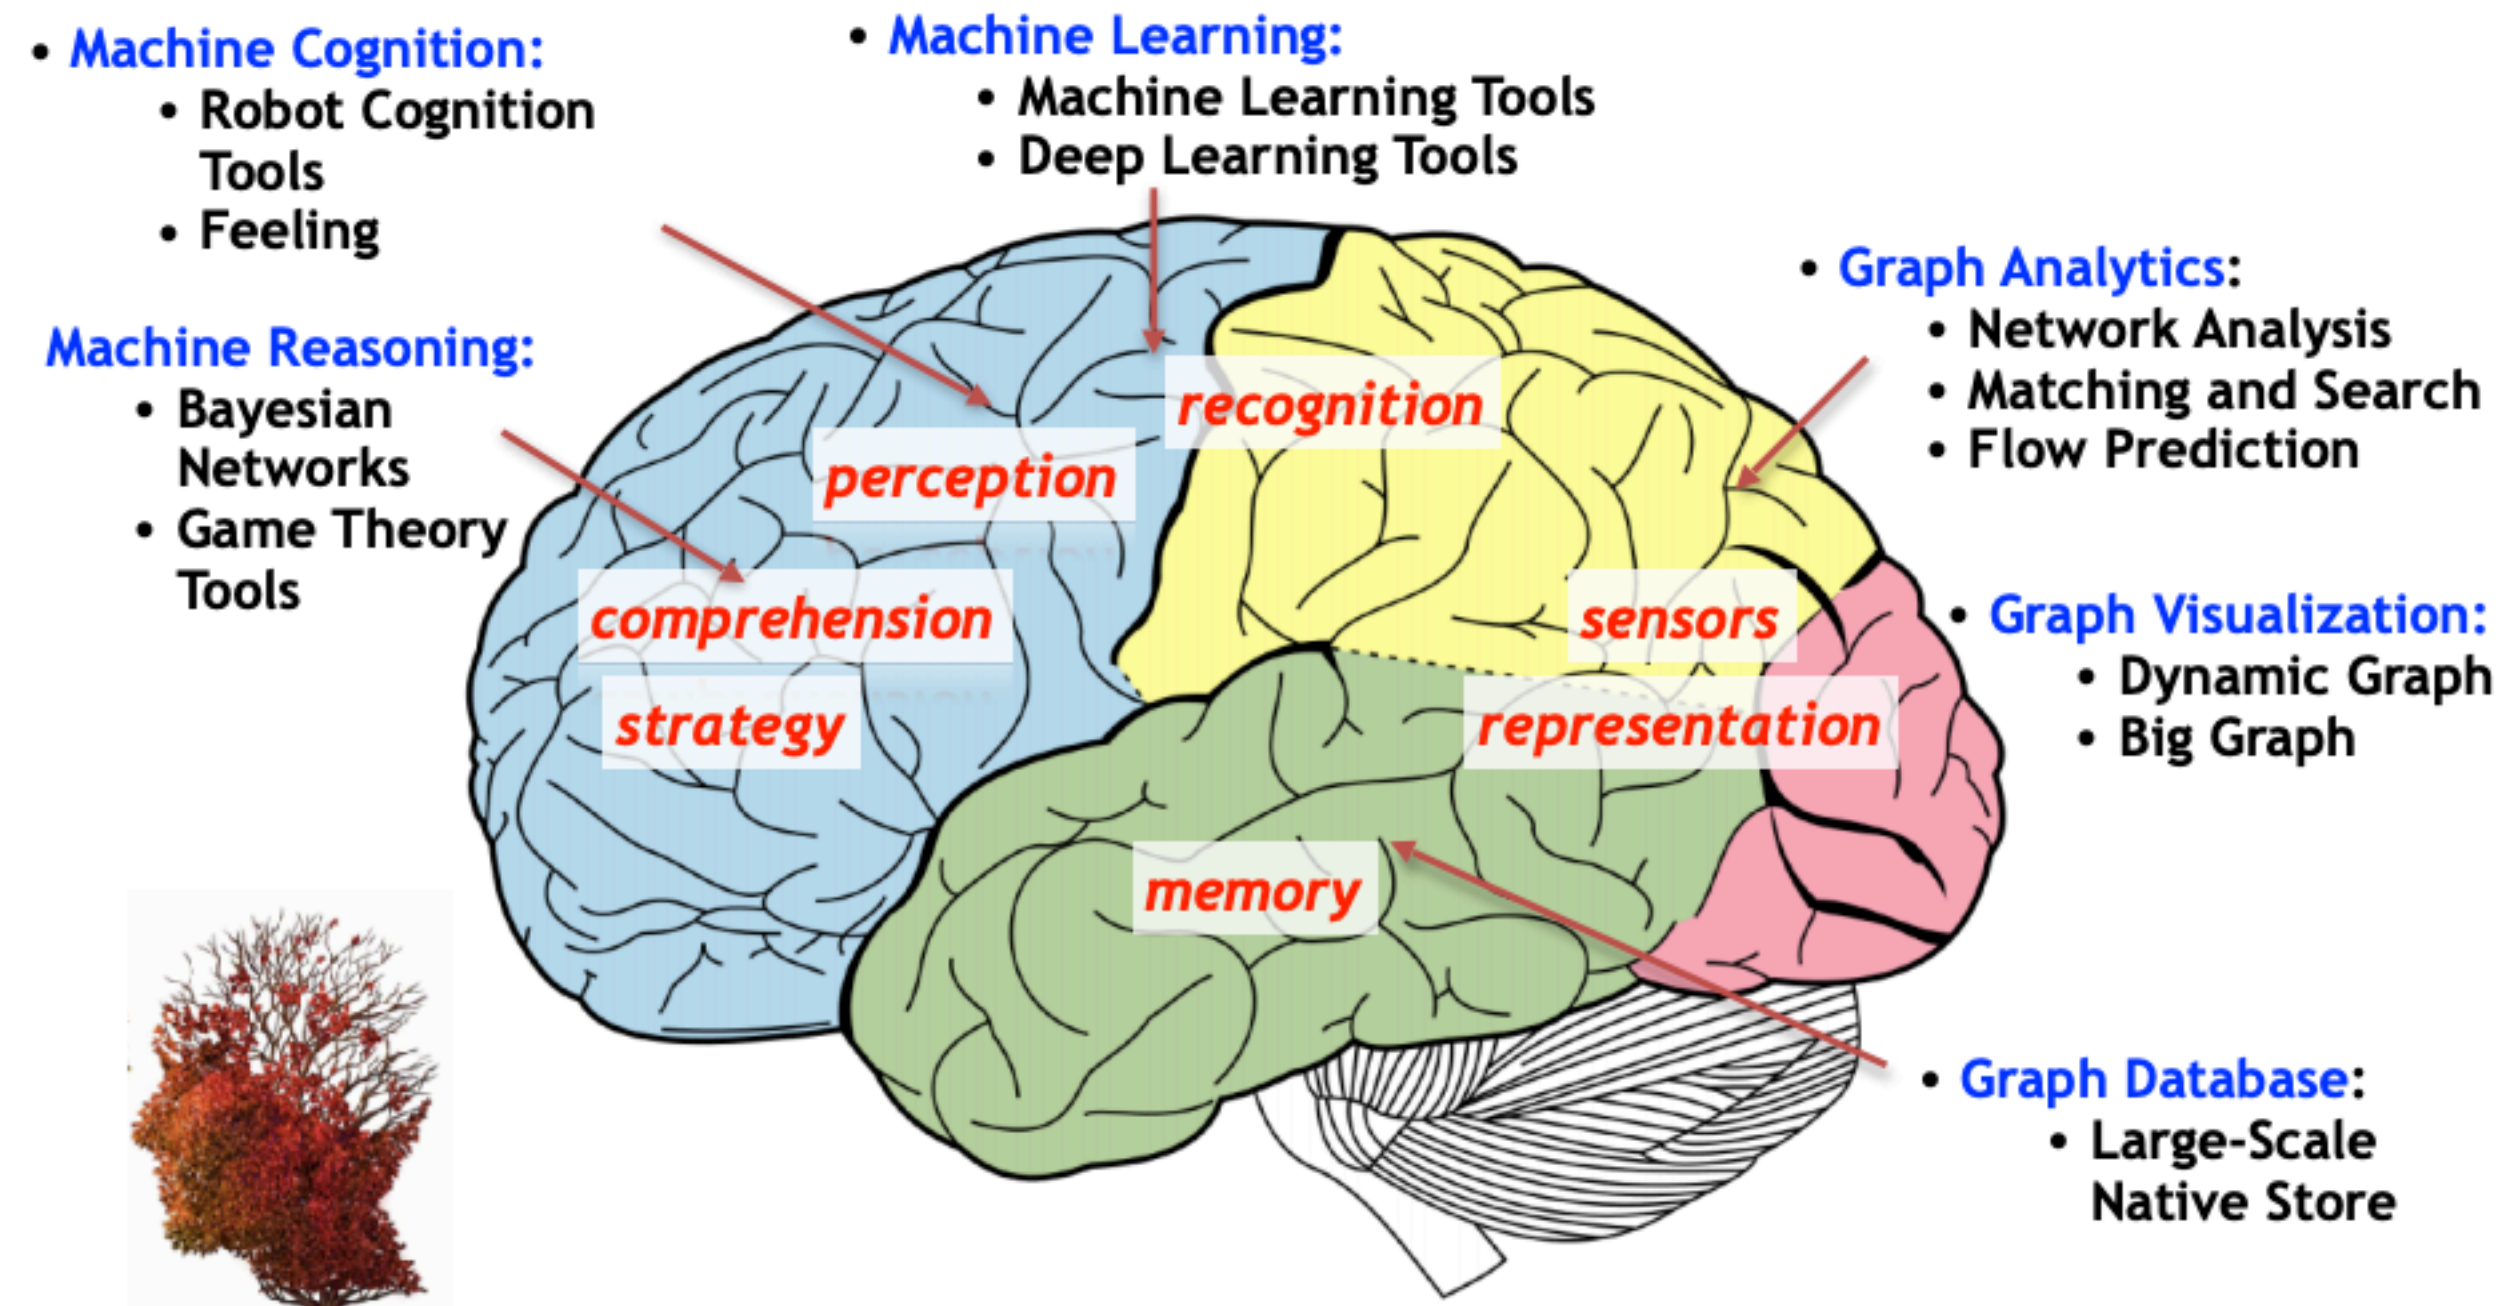 • Machine Cognition:
• Robot Cognition
Tools
• Feeling
Machine Reasoning:
• Bayesian
Networks
• Game Theory
Tools
• Machine Learning:
• Machine Learning Tools
• Deep Learning Tools
• Graph Analytics:
• Network Analysis
• Matching and Search
• Flow Prediction
• Graph Visualization:
• Dynamic Graph
• Big Graph
• Graph Database:
• Large-Scale
Native Store
recognition
perception
comprehension
sensors
strategy
representation
memory